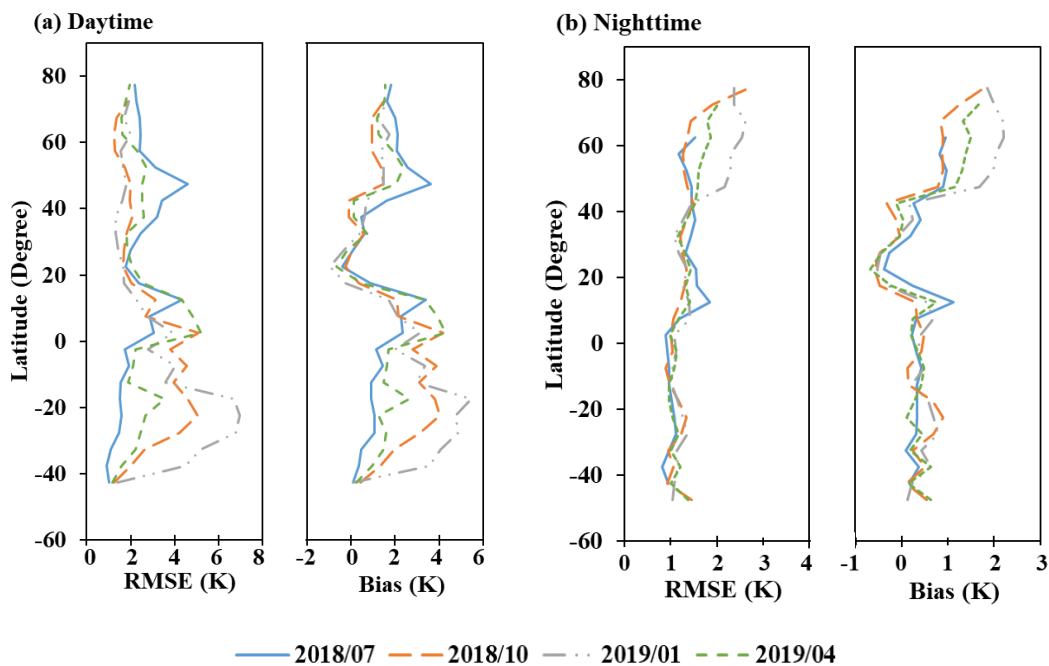 (a) Daytime
(b) Nighttime
Latitude (Degree)
80
60
40
20
0
-20
-40
-60
0 2 4 6 8
RMSE (K)
-2 0 2 4 6
Bias (K)
Latitude (Degree)
80
60
40
20
0
-20
-40
-60
0 1 2 3 4
RMSE (K)
-1 0 1 2 3
Bias (K)
2018/07 2018/10 2019/01 2019/04